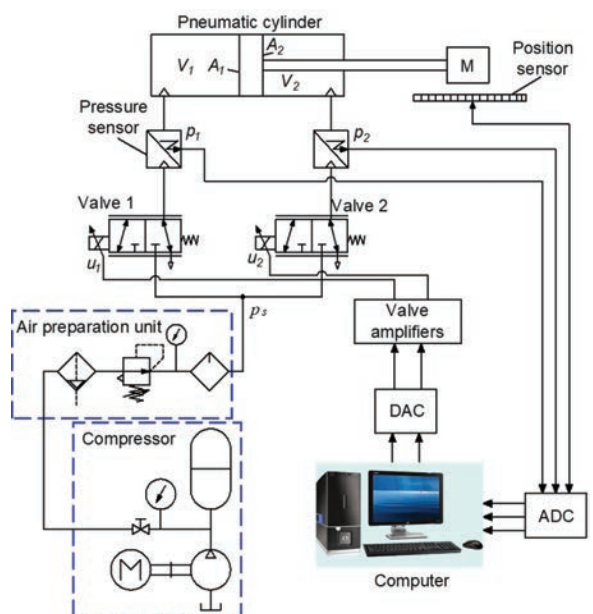 Pneumatic cylinder
A2
V1
A1
V2
M
Position
sensor
Pressure
sensor
p1
p2
Valve 1
Valve 2
u1
u2
ps
Air preparation unit
Valve
amplifiers
DAC
Compressor
M
ADC
Computer